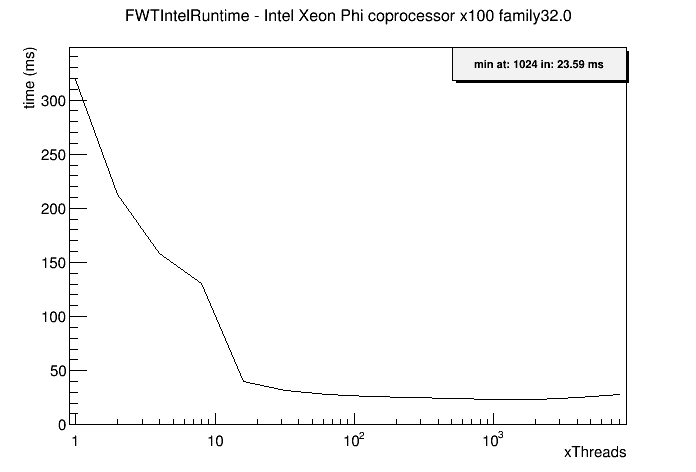 FWTIntelRuntime - Intel Xeon Phi coprocessor x100 family32.0
time (ms)
min at: 1024 in: 23.59 ms
300
250
200
150
100
50
0
1 10 10² 10³
xThreads